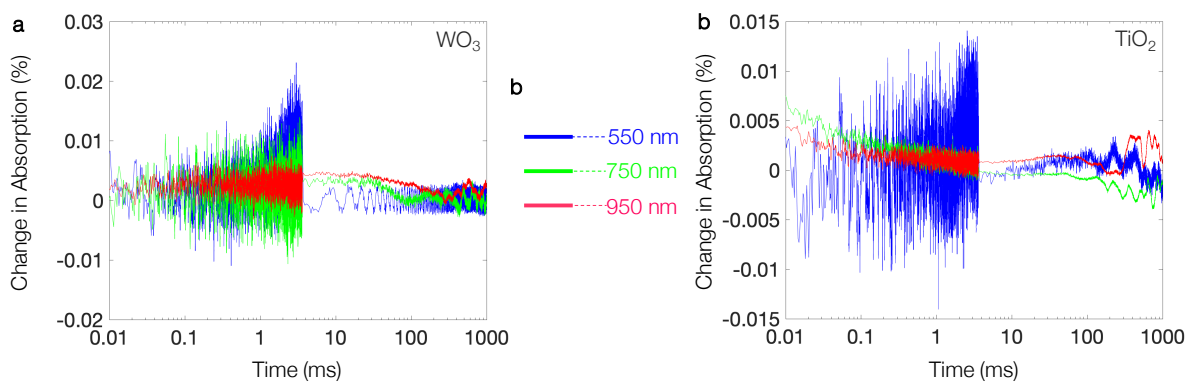 a
WO3
Change in Absorption (%)
0.03
0.02
0.01
0
-0.01
-0.02
0.01
0.1
1
10
100
1000
Time (ms)
b
550 nm
750 nm
950 nm
b
TiO2
Change in Absorption (%)
0.015
0.01
0.005
0
-0.005
-0.01
-0.015
0.01
0.1
1
10
100
1000
Time (ms)